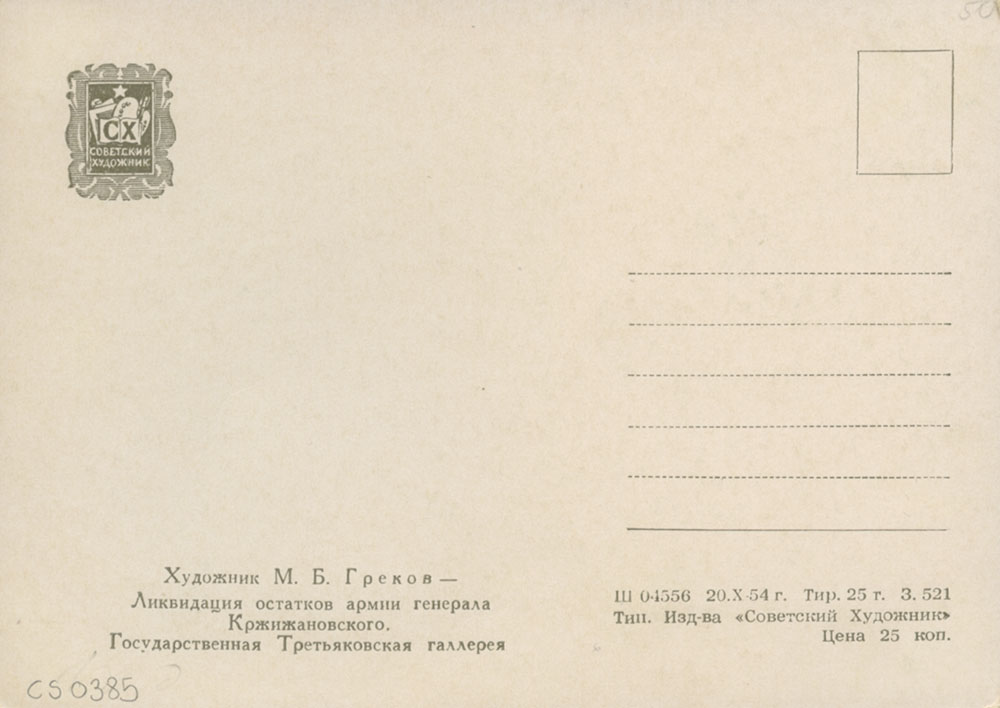 СХ
СОВЕТСКИЙ
ХУДОЖНИК
Художник М. Б. Греков —
Ликвидация остатков армии генерала
Кржижановского.
Государственная Третьяковская галлерея
Ш 04556 20.X-54 г. Тир. 25 т. З. 521
Тип. Изд-ва «Советский Художник»
Цена 25 коп.
CS0385